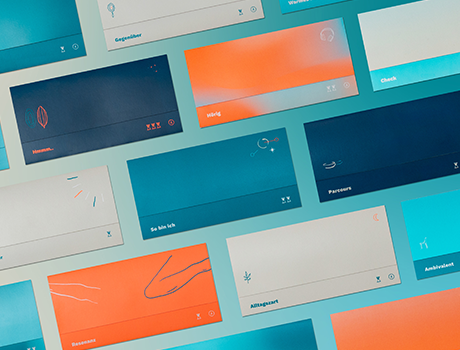 Gegenüber
Hmmm..
Hörig
Check
So bin ich
Parcours
Resonanz
Alltagszart
Ambivalent